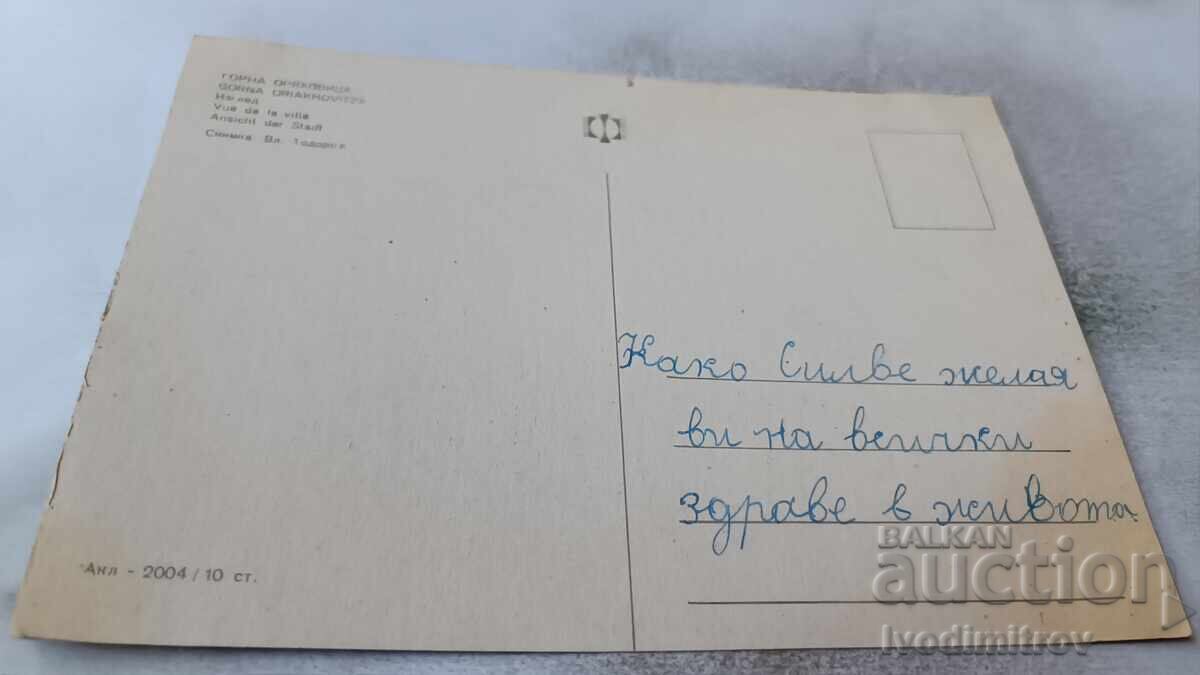 ГОРНА ОРЯХОВИЦА
GORNA ORIAKHOVITZA
Изглед
Vue de la ville
Ansicht der Stadt
Снимка Вл. Тодоров
Како Силве желая
ви на всички
здраве в живота
Акл - 2004 / 10 ст.
BALKAN
auction
Ivodimitrov